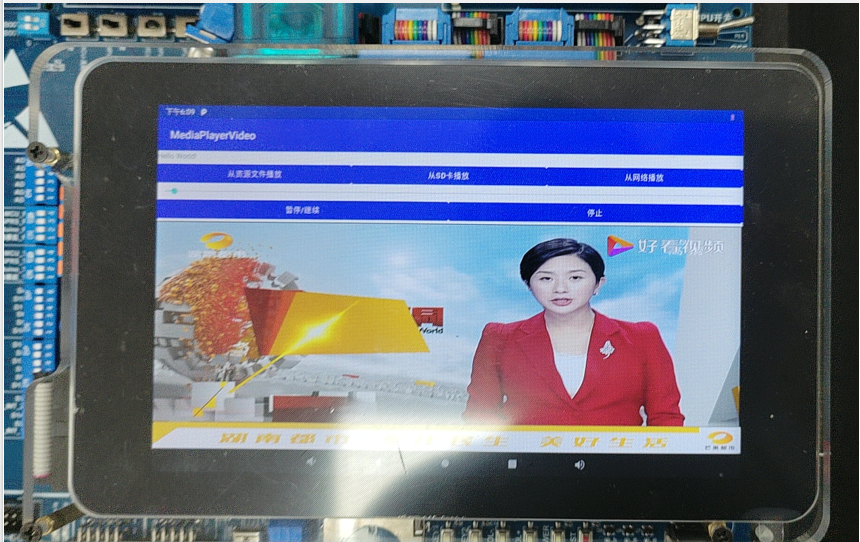 下午6:09
MediaPlayerVideo
Hello World!
从资源文件播放 从SD卡播放 从网络播放
暂停/继续 停止
好看视频
World
湖南都市 美好生活